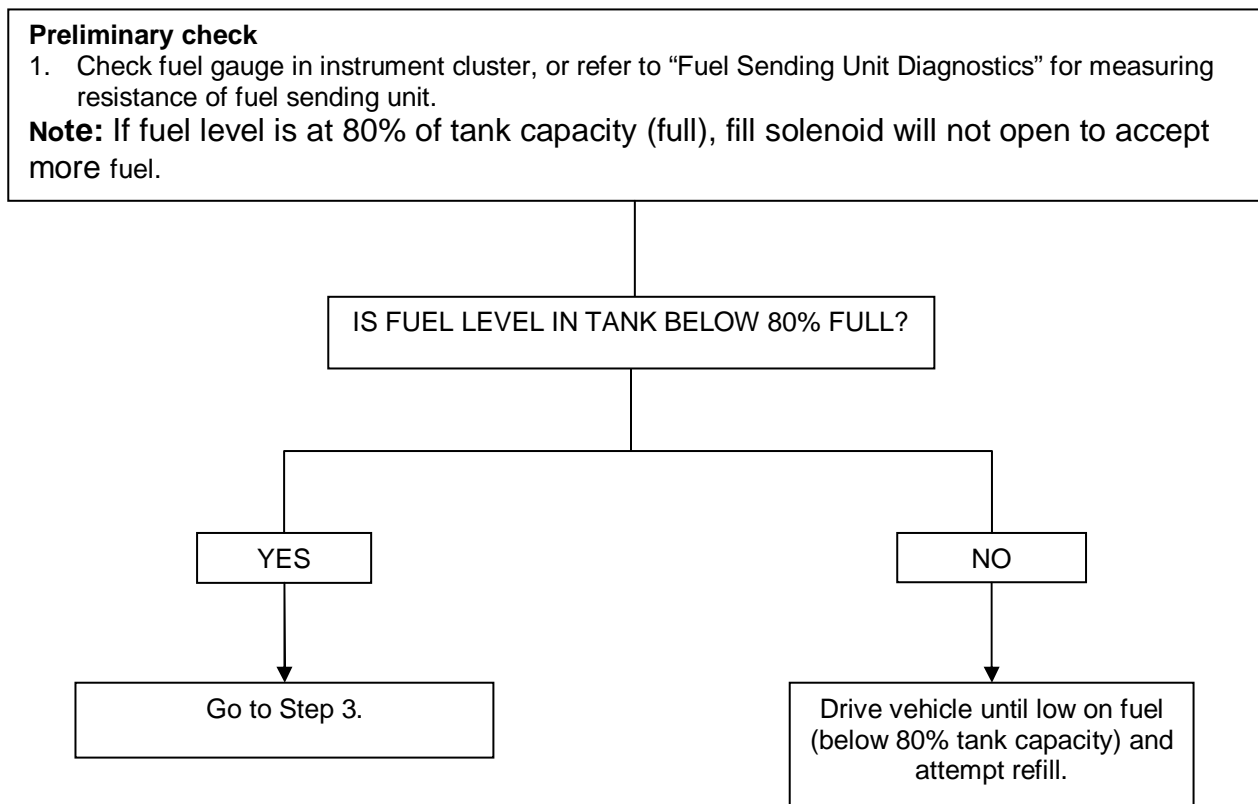 Preliminary check
1. Check fuel gauge in instrument cluster, or refer to “Fuel Sending Unit Diagnostics” for measuring
resistance of fuel sending unit.
Note: If fuel level is at 80% of tank capacity (full), fill solenoid will not open to accept
more fuel.
IS FUEL LEVEL IN TANK BELOW 80% FULL?
YES
NO
Go to Step 3.
Drive vehicle until low on fuel
(below 80% tank capacity) and
attempt refill.